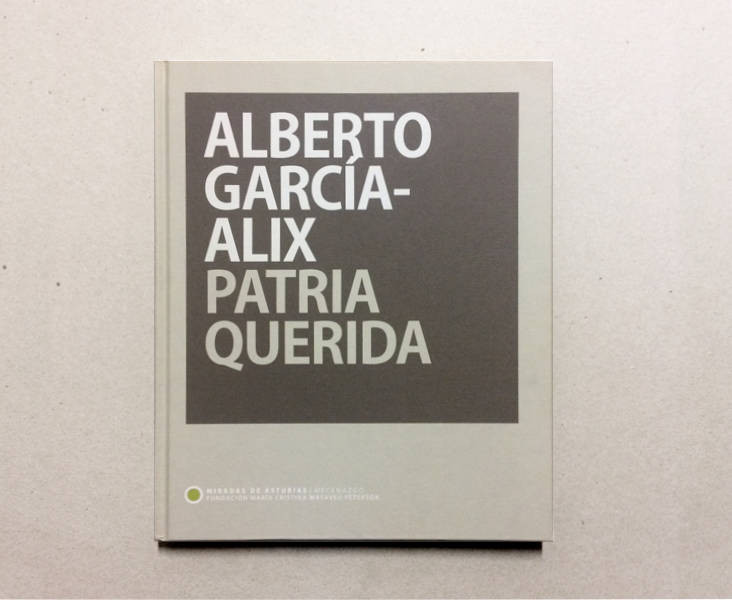 ALBERTO
GARCÍA-
ALIX
PATRIA
QUERIDA
MIRADAS DE ASTURIAS | MECENAZGO
FUNDACIÓN MARÍA CRISTINA MASAVEU PETERSON